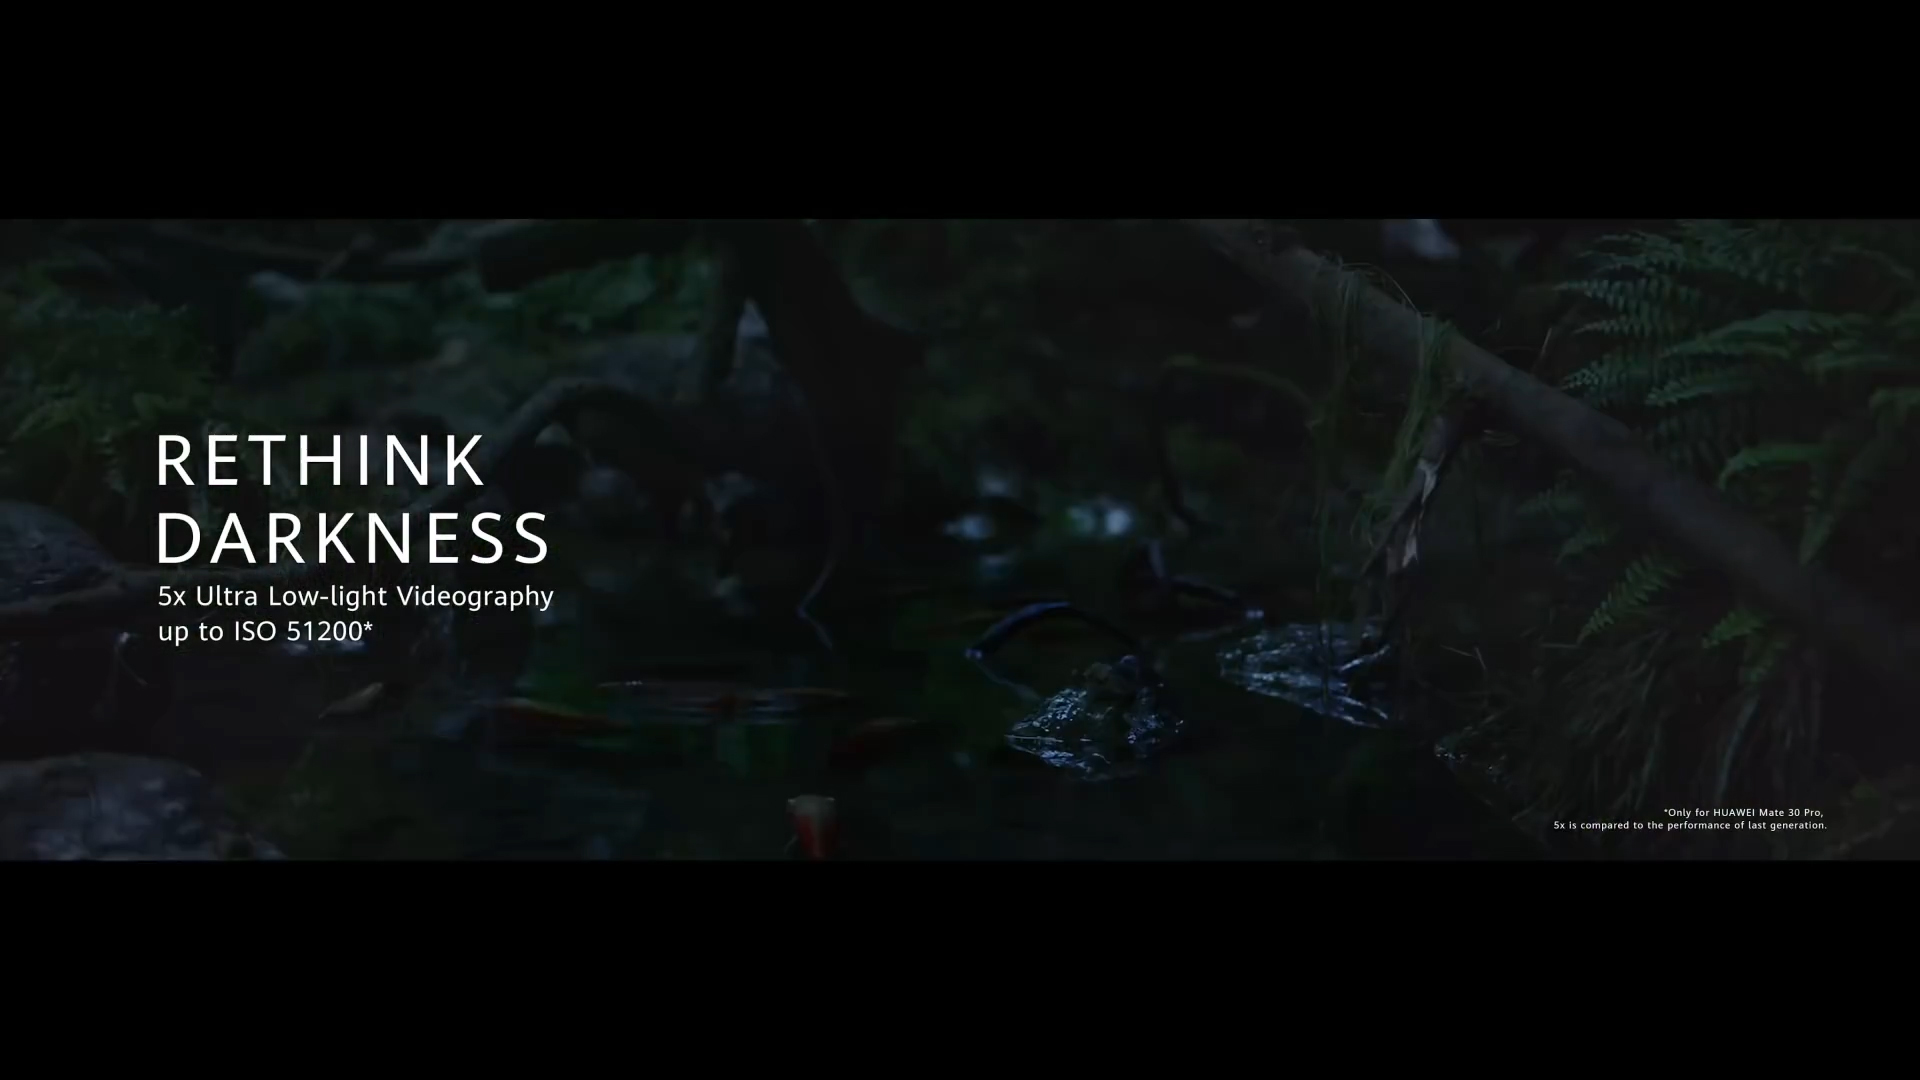 RETHINK
DARKNESS
5x Ultra Low-light Videography
up to ISO 51200*
*Only for HUAWEI Mate 30 Pro,
5x is compared to the performance of last generation.